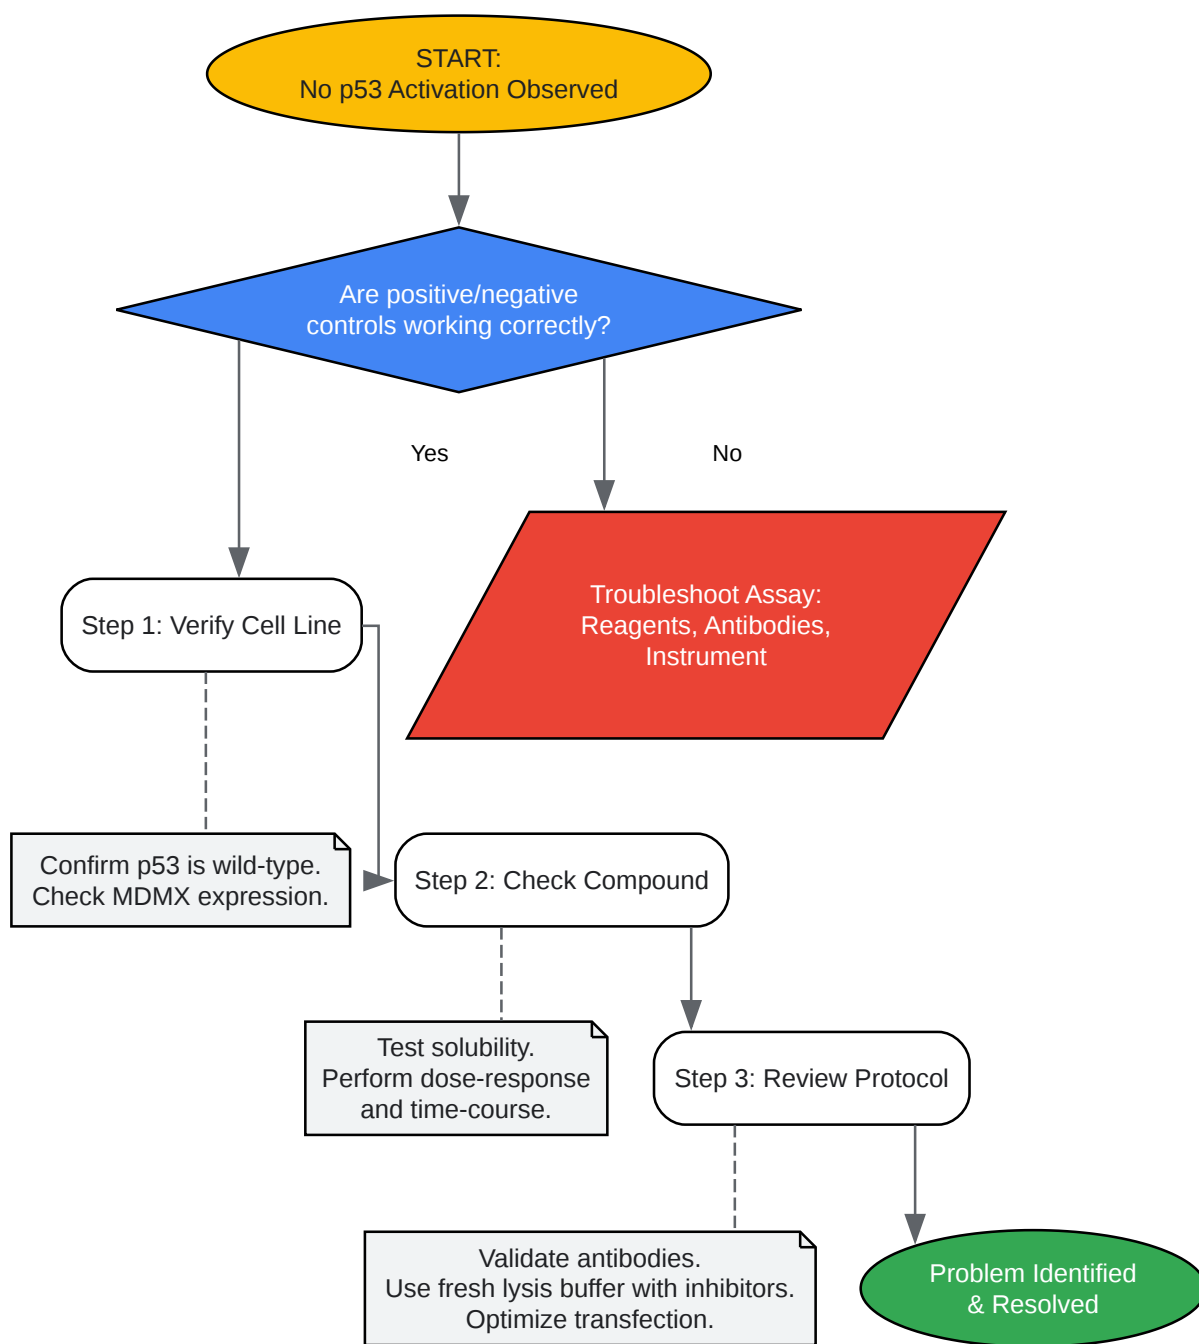 START:
No p53 Activation Observed
Are positive/negative
controls working correctly?
Yes
No
Troubleshoot Assay:
Reagents, Antibodies,
Instrument
Step 1: Verify Cell Line
Confirm p53 is wild-type.
Check MDMX expression.
Step 2: Check Compound
Test solubility.
Perform dose-response
and time-course.
Step 3: Review Protocol
Validate antibodies.
Use fresh lysis buffer with inhibitors.
Optimize transfection.
Problem Identified
& Resolved